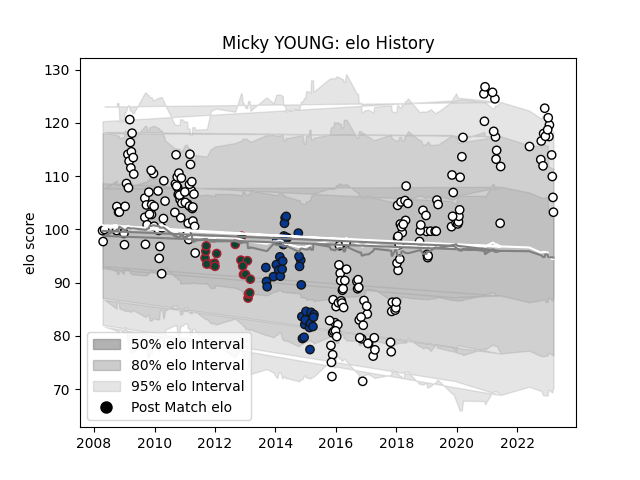 Micky YOUNG: elo History
elo score
130
120
110
100
90
80
70
50% elo Interval
80% elo Interval
95% elo Interval
Post Match elo
2008 2010 2012 2014 2016 2018 2020 2022